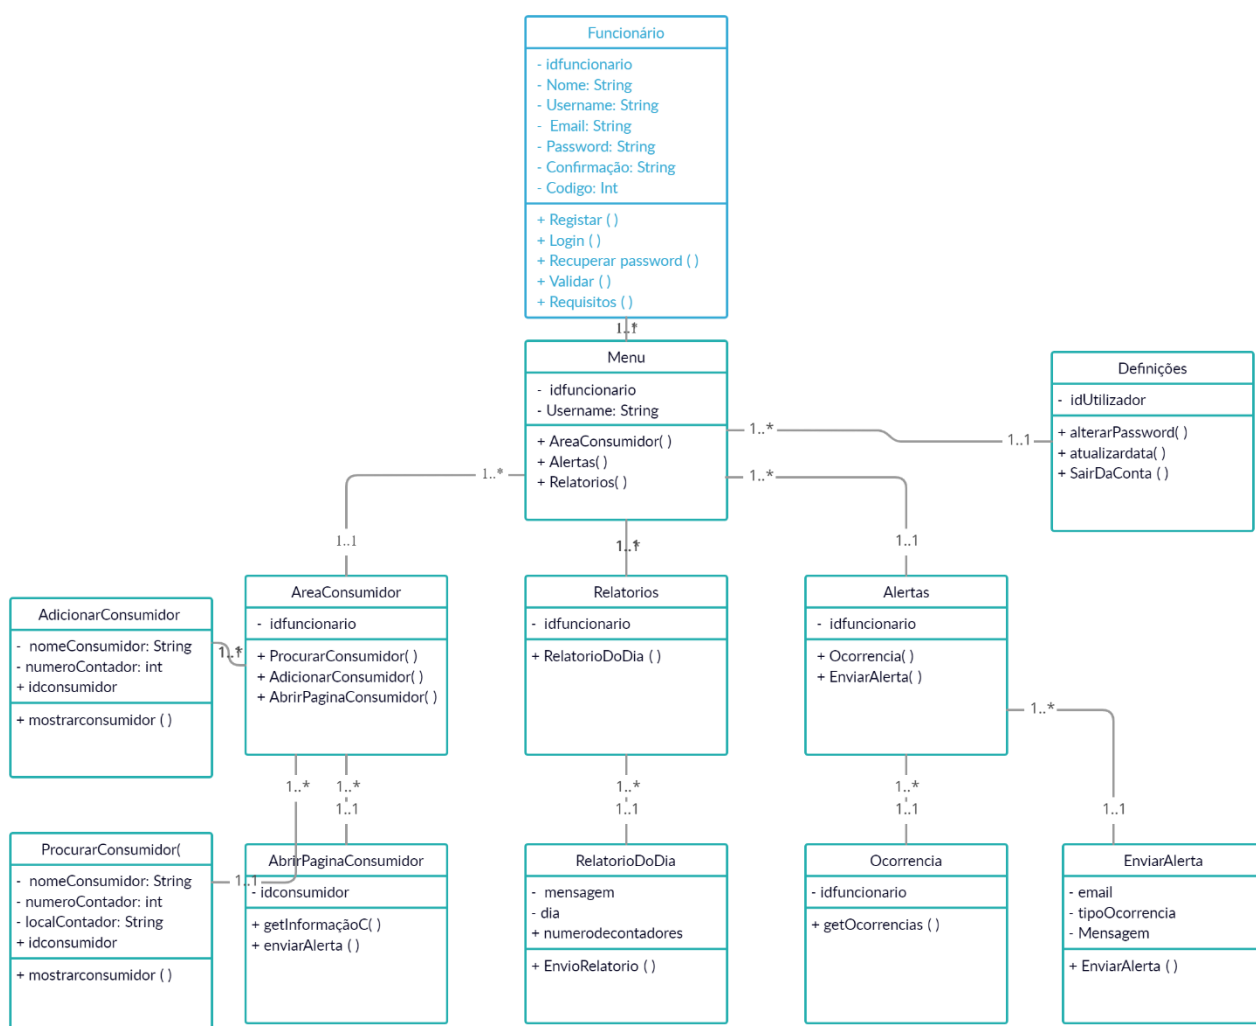 Funcionário
- idfuncionario
- Nome: String
- Username: String
- Email: String
- Password: String
- Confirmação: String
- Codigo: Int
+ Registar ( )
+ Login ( )
+ Recuperar password ( )
+ Validar ( )
+ Requisitos ( )
Menu
- idfuncionario
- Username: String
+ AreaConsumidor( )
+ Alertas( )
+ Relatorios( )
1..*
1..1
Definições
- idUtilizador
+ alterarPassword( )
+ atualizardata( )
+ SairDaConta ( )
1..*
1..1
1..*
1..1
AdicionarConsumidor
- nomeConsumidor: String
- numeroContador: int
+ idconsumidor
+ mostrarconsumidor ( )
AreaConsumidor
- idfuncionario
+ ProcurarConsumidor( )
+ AdicionarConsumidor( )
+ AbrirPaginaConsumidor( )
Relatorios
- idfuncionario
+ RelatorioDoDia ( )
Alertas
- idfuncionario
+ Ocorrencia( )
+ EnviarAlerta( )
1..*
1..1
1..*
1..*
1..1
1..*
1..1
1..*
1..1
1..1
ProcurarConsumidor(
- nomeConsumidor: String
- numeroContador: int
- localContador: String
+ idconsumidor
+ mostrarconsumidor ( )
AbrirPaginaConsumidor
- idconsumidor
+ getInformaçãoC( )
+ enviarAlerta ( )
RelatorioDoDia
- mensagem
- dia
+ numerodecontadores
+ EnvioRelatorio ( )
Ocorrencia
- idfuncionario
+ getOcorrencias ( )
EnviarAlerta
- email
- tipoOcorrencia
- Mensagem
+ EnviarAlerta ( )